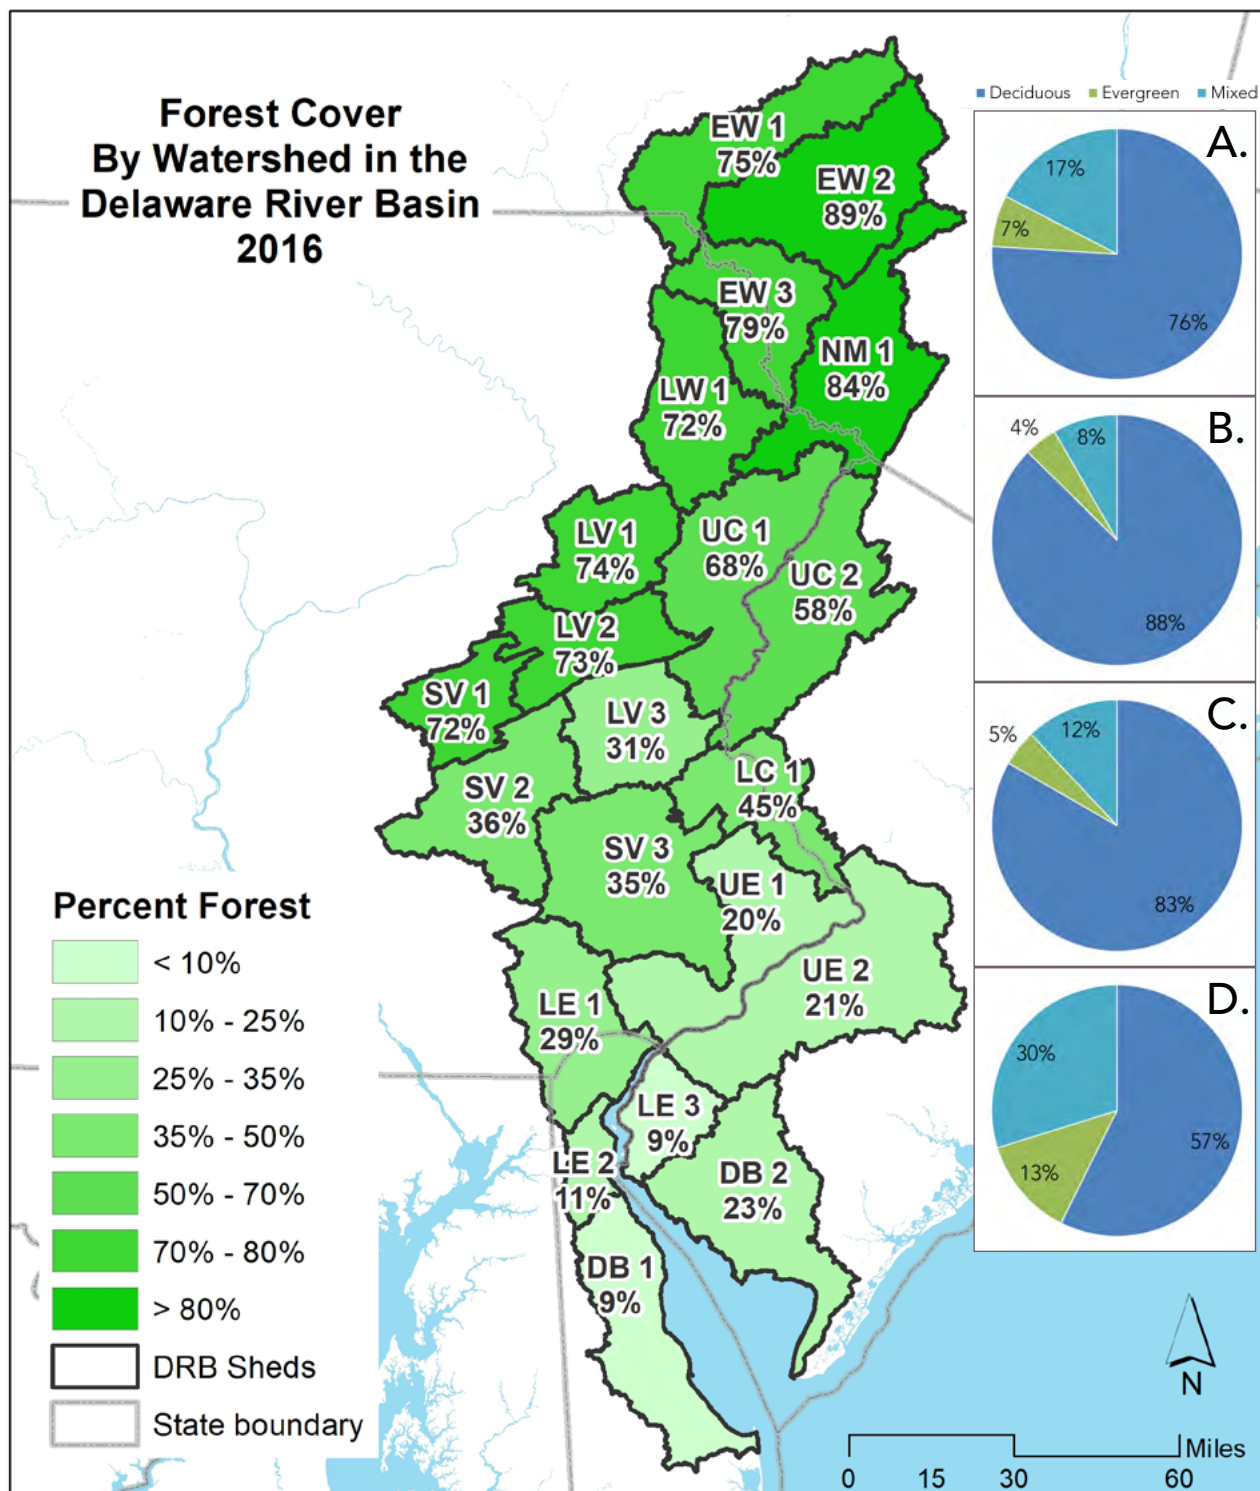 Forest Cover
By Watershed in the
Delaware River Basin
2016
Deciduous Evergreen Mixed
A.
17%
7%
76%
B.
4%
8%
88%
C.
5%
12%
83%
D.
30%
13%
57%
EW 1
75%
EW 2
89%
EW 3
79%
NM 1
84%
LW 1
72%
LV 1
74%
UC 1
68%
UC 2
58%
LV 2
73%
SV 1
72%
LV 3
31%
LC 1
45%
SV 2
36%
SV 3
35%
UE 1
20%
UE 2
21%
LE 1
29%
LE 3
9%
LE 2
11%
DB 2
23%
DB 1
9%
Percent Forest
< 10%
10% - 25%
25% - 35%
35% - 50%
50% - 70%
70% - 80%
> 80%
DRB Sheds
State boundary
N
Miles
0 15 30 60